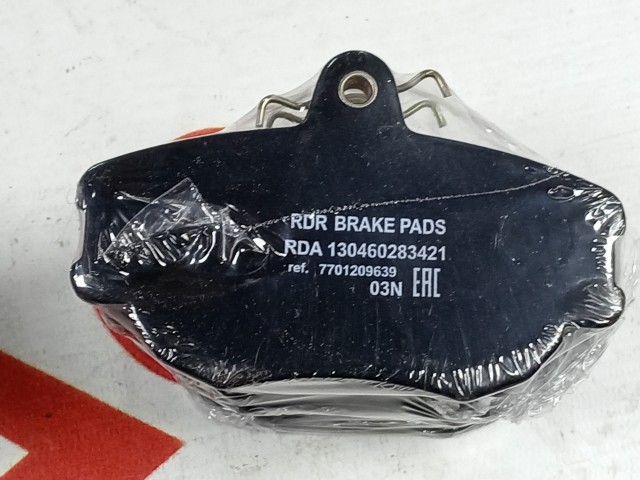 RDR BRAKE PADS
RDA 130460283421
ref. 7701209639
03N EAC